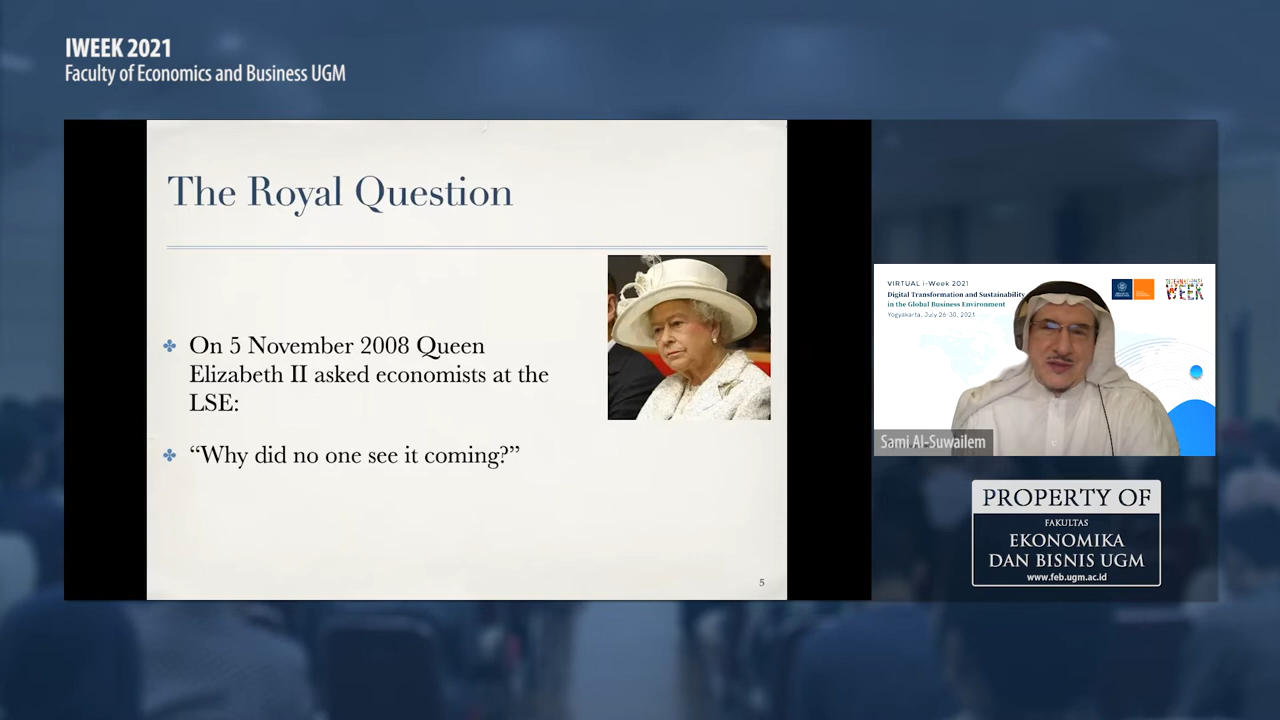 IWEEK 2021
Faculty of Economics and Business UGM
The Royal Question
On 5 November 2008 Queen
Elizabeth II asked economists at the
LSE:
“Why did no one see it coming?”
5
VIRTUAL i-Week 2021
Digital Transformation and Sustainability
in the Global Business Environment
Yogyakarta, July 26-30, 2021
WEEK
Sami Al-Suwailem
PROPERTY OF
FAKULTAS
EKONOMIKA
DAN BISNIS UGM
www.feb.ugm.ac.id